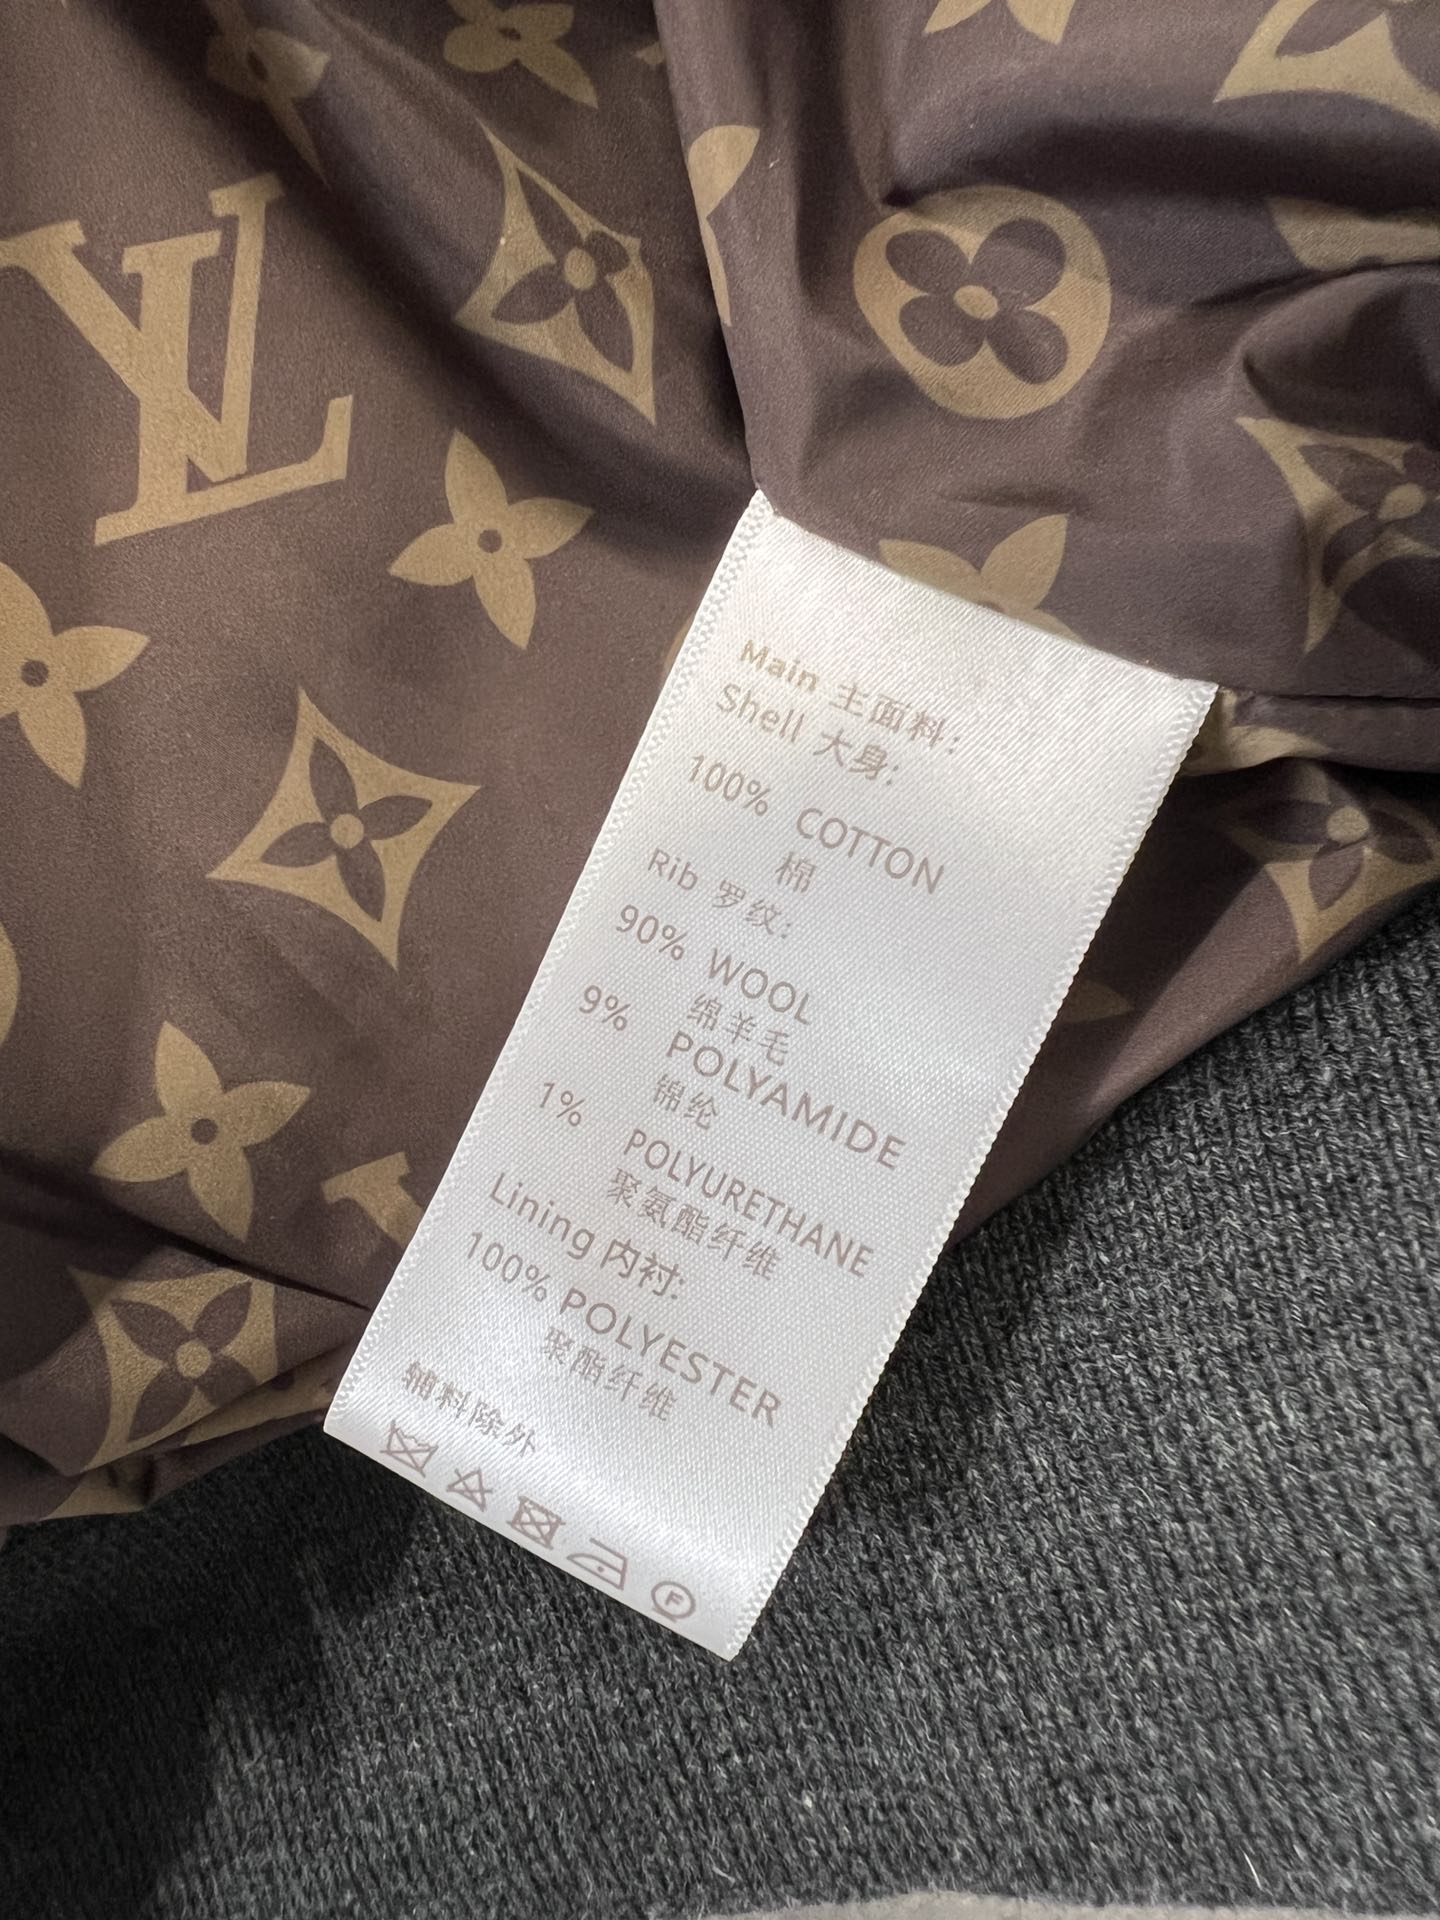 Main 主面料:
Shell 大身:
100% COTTON
棉
Rib 罗纹:
90% WOOL
绵羊毛
9% POLYAMIDE
锦纶
1% POLYURETHANE
聚氨酯纤维
Lining 内衬:
100% POLYESTER
聚酯纤维
辅料除外
F
LV